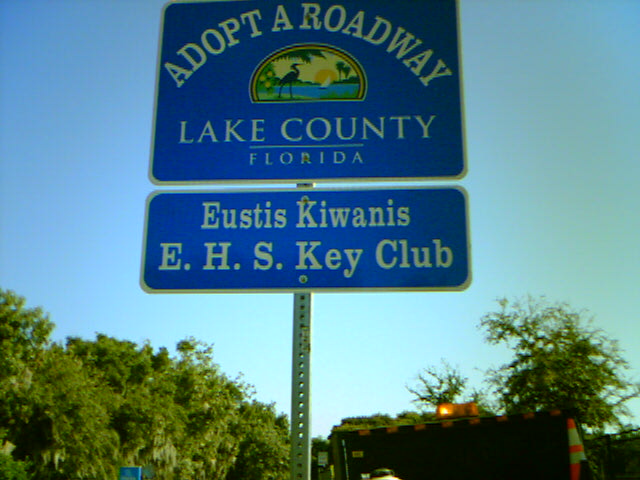 ADOPT A ROADWAY
LAKE COUNTY
FLORIDA
Eustis Kiwanis
E. H. S. Key Club